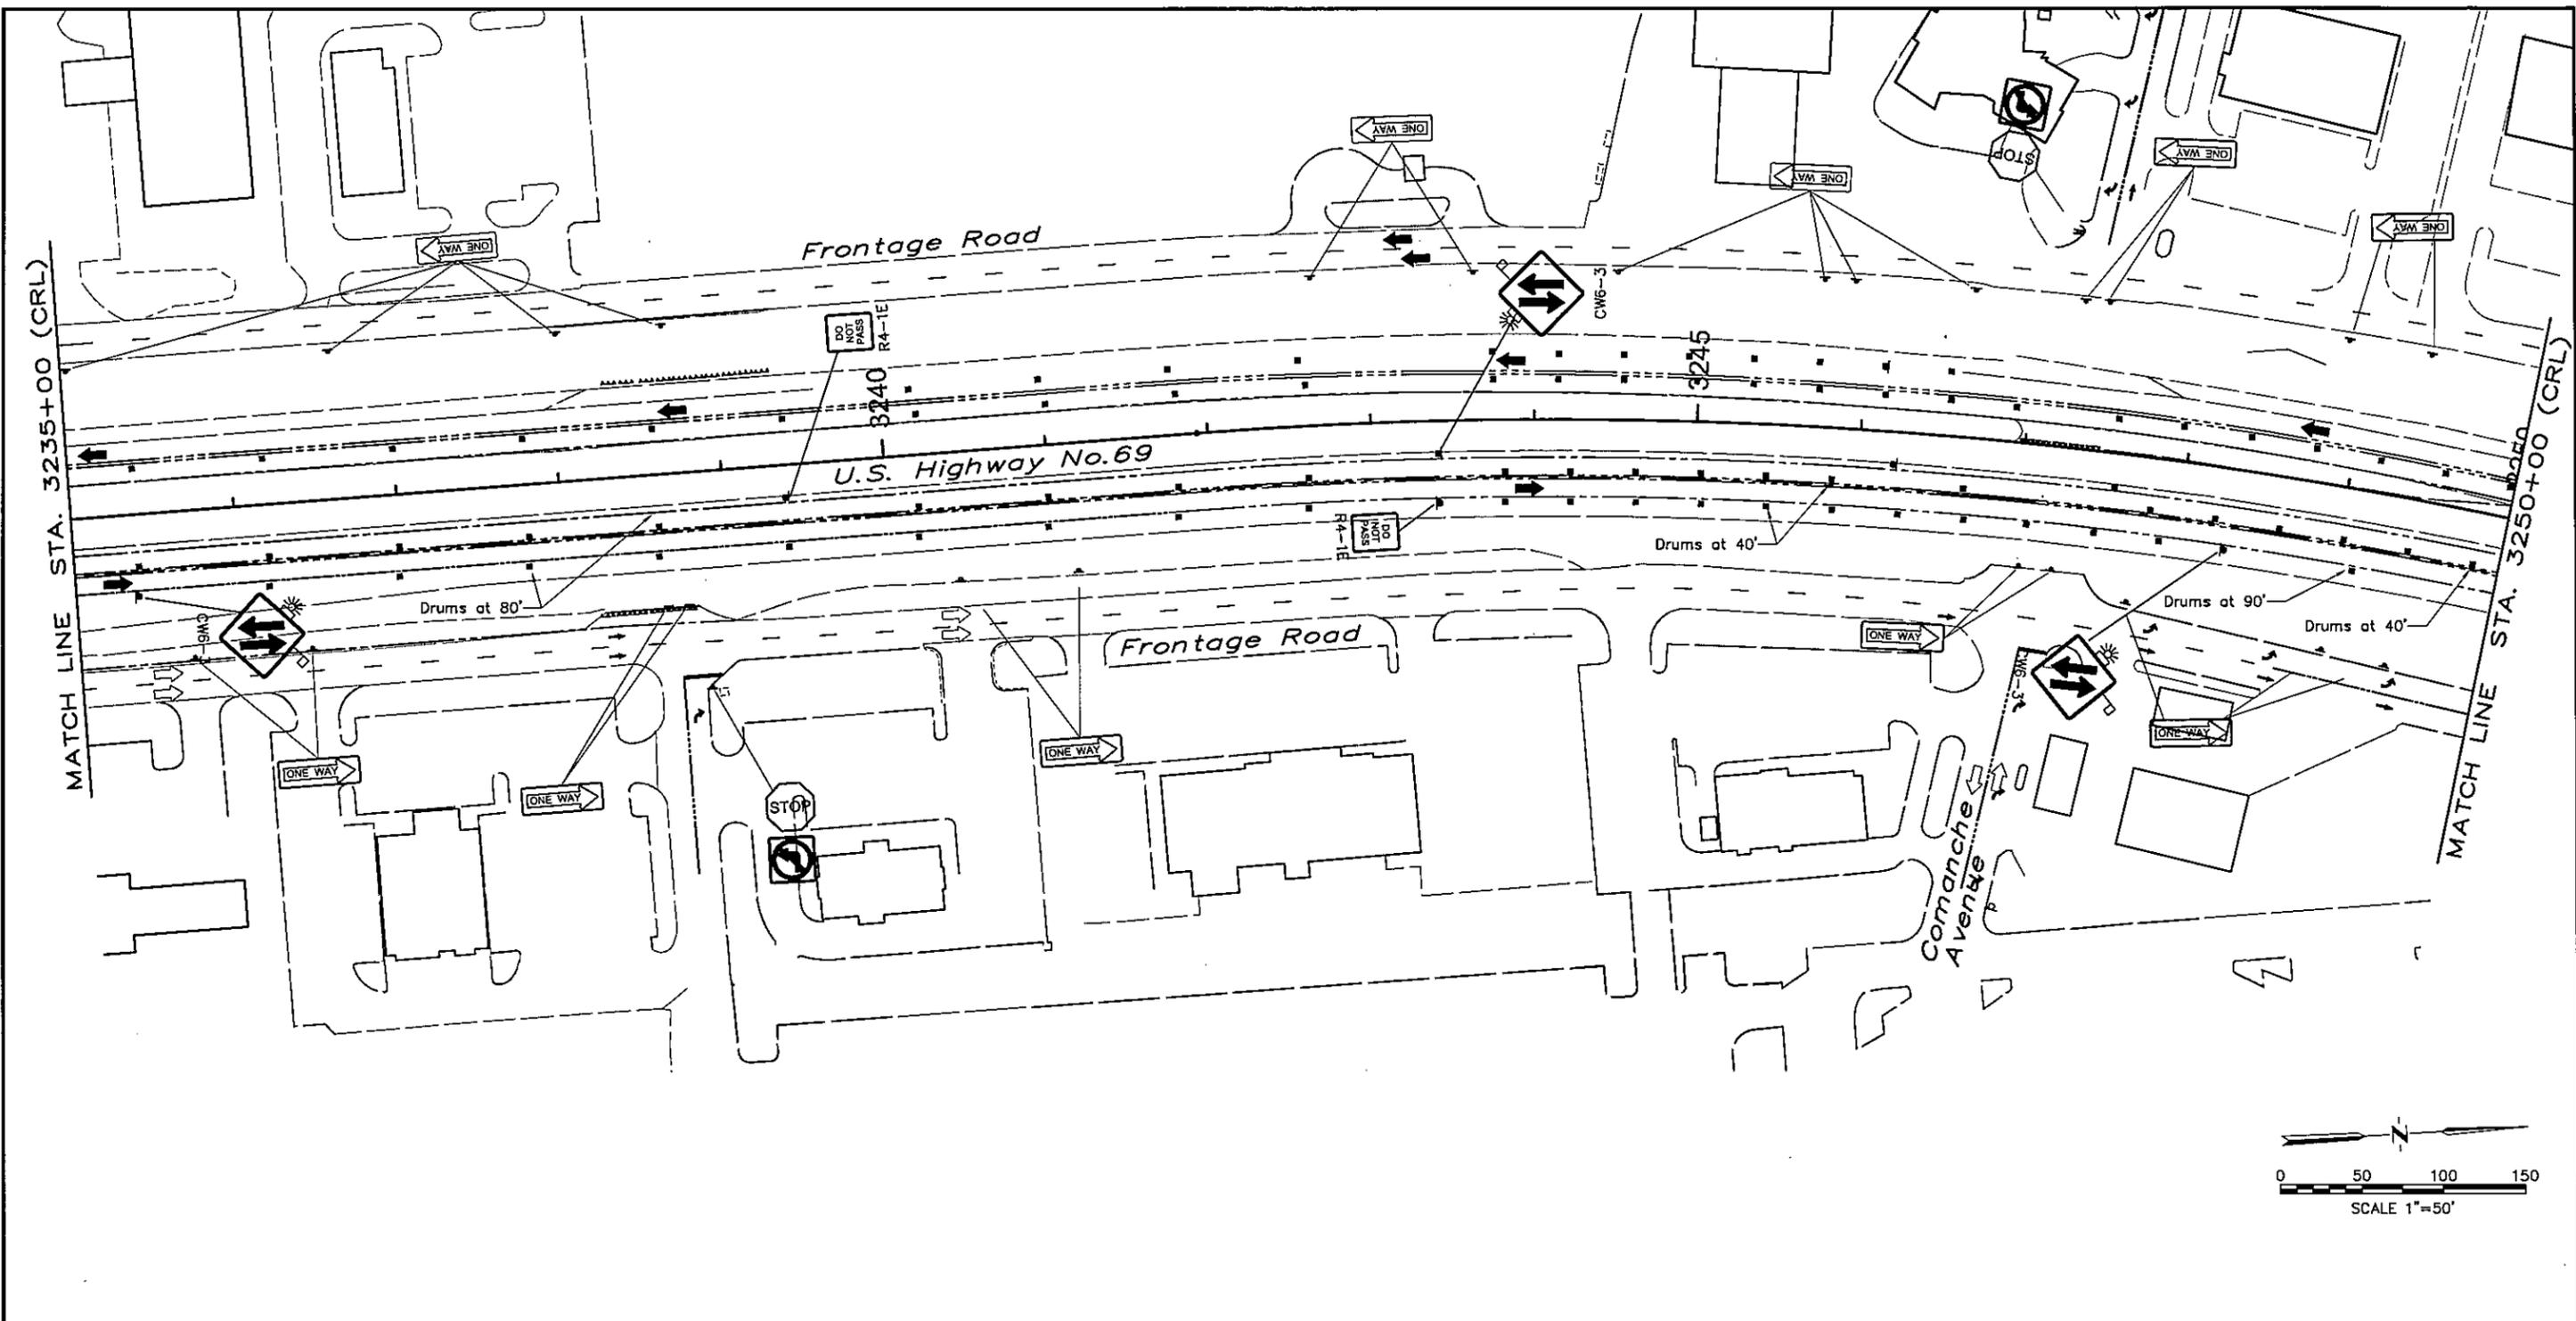 ONE WAY
STOP
ONE WAY
ONE WAY
ONE WAY
ONE WAY
Frontage Road
MATCH LINE STA. 3235+00 (CRL)
DO
NOT
PASS
R4-1E
CW6-3
3240
3245
MATCH LINE STA. 3250+00 (CRL)
U.S. Highway No.69
DO
NOT
PASS
R4-1E
Drums at 40'
Drums at 80'
Drums at 90'
Drums at 40'
Frontage Road
ONE WAY
CW6-3
ONE WAY
ONE WAY
ONE WAY
ONE WAY
STOP
Comanche
Avenue
N
0 50 100 150
SCALE 1"=50'